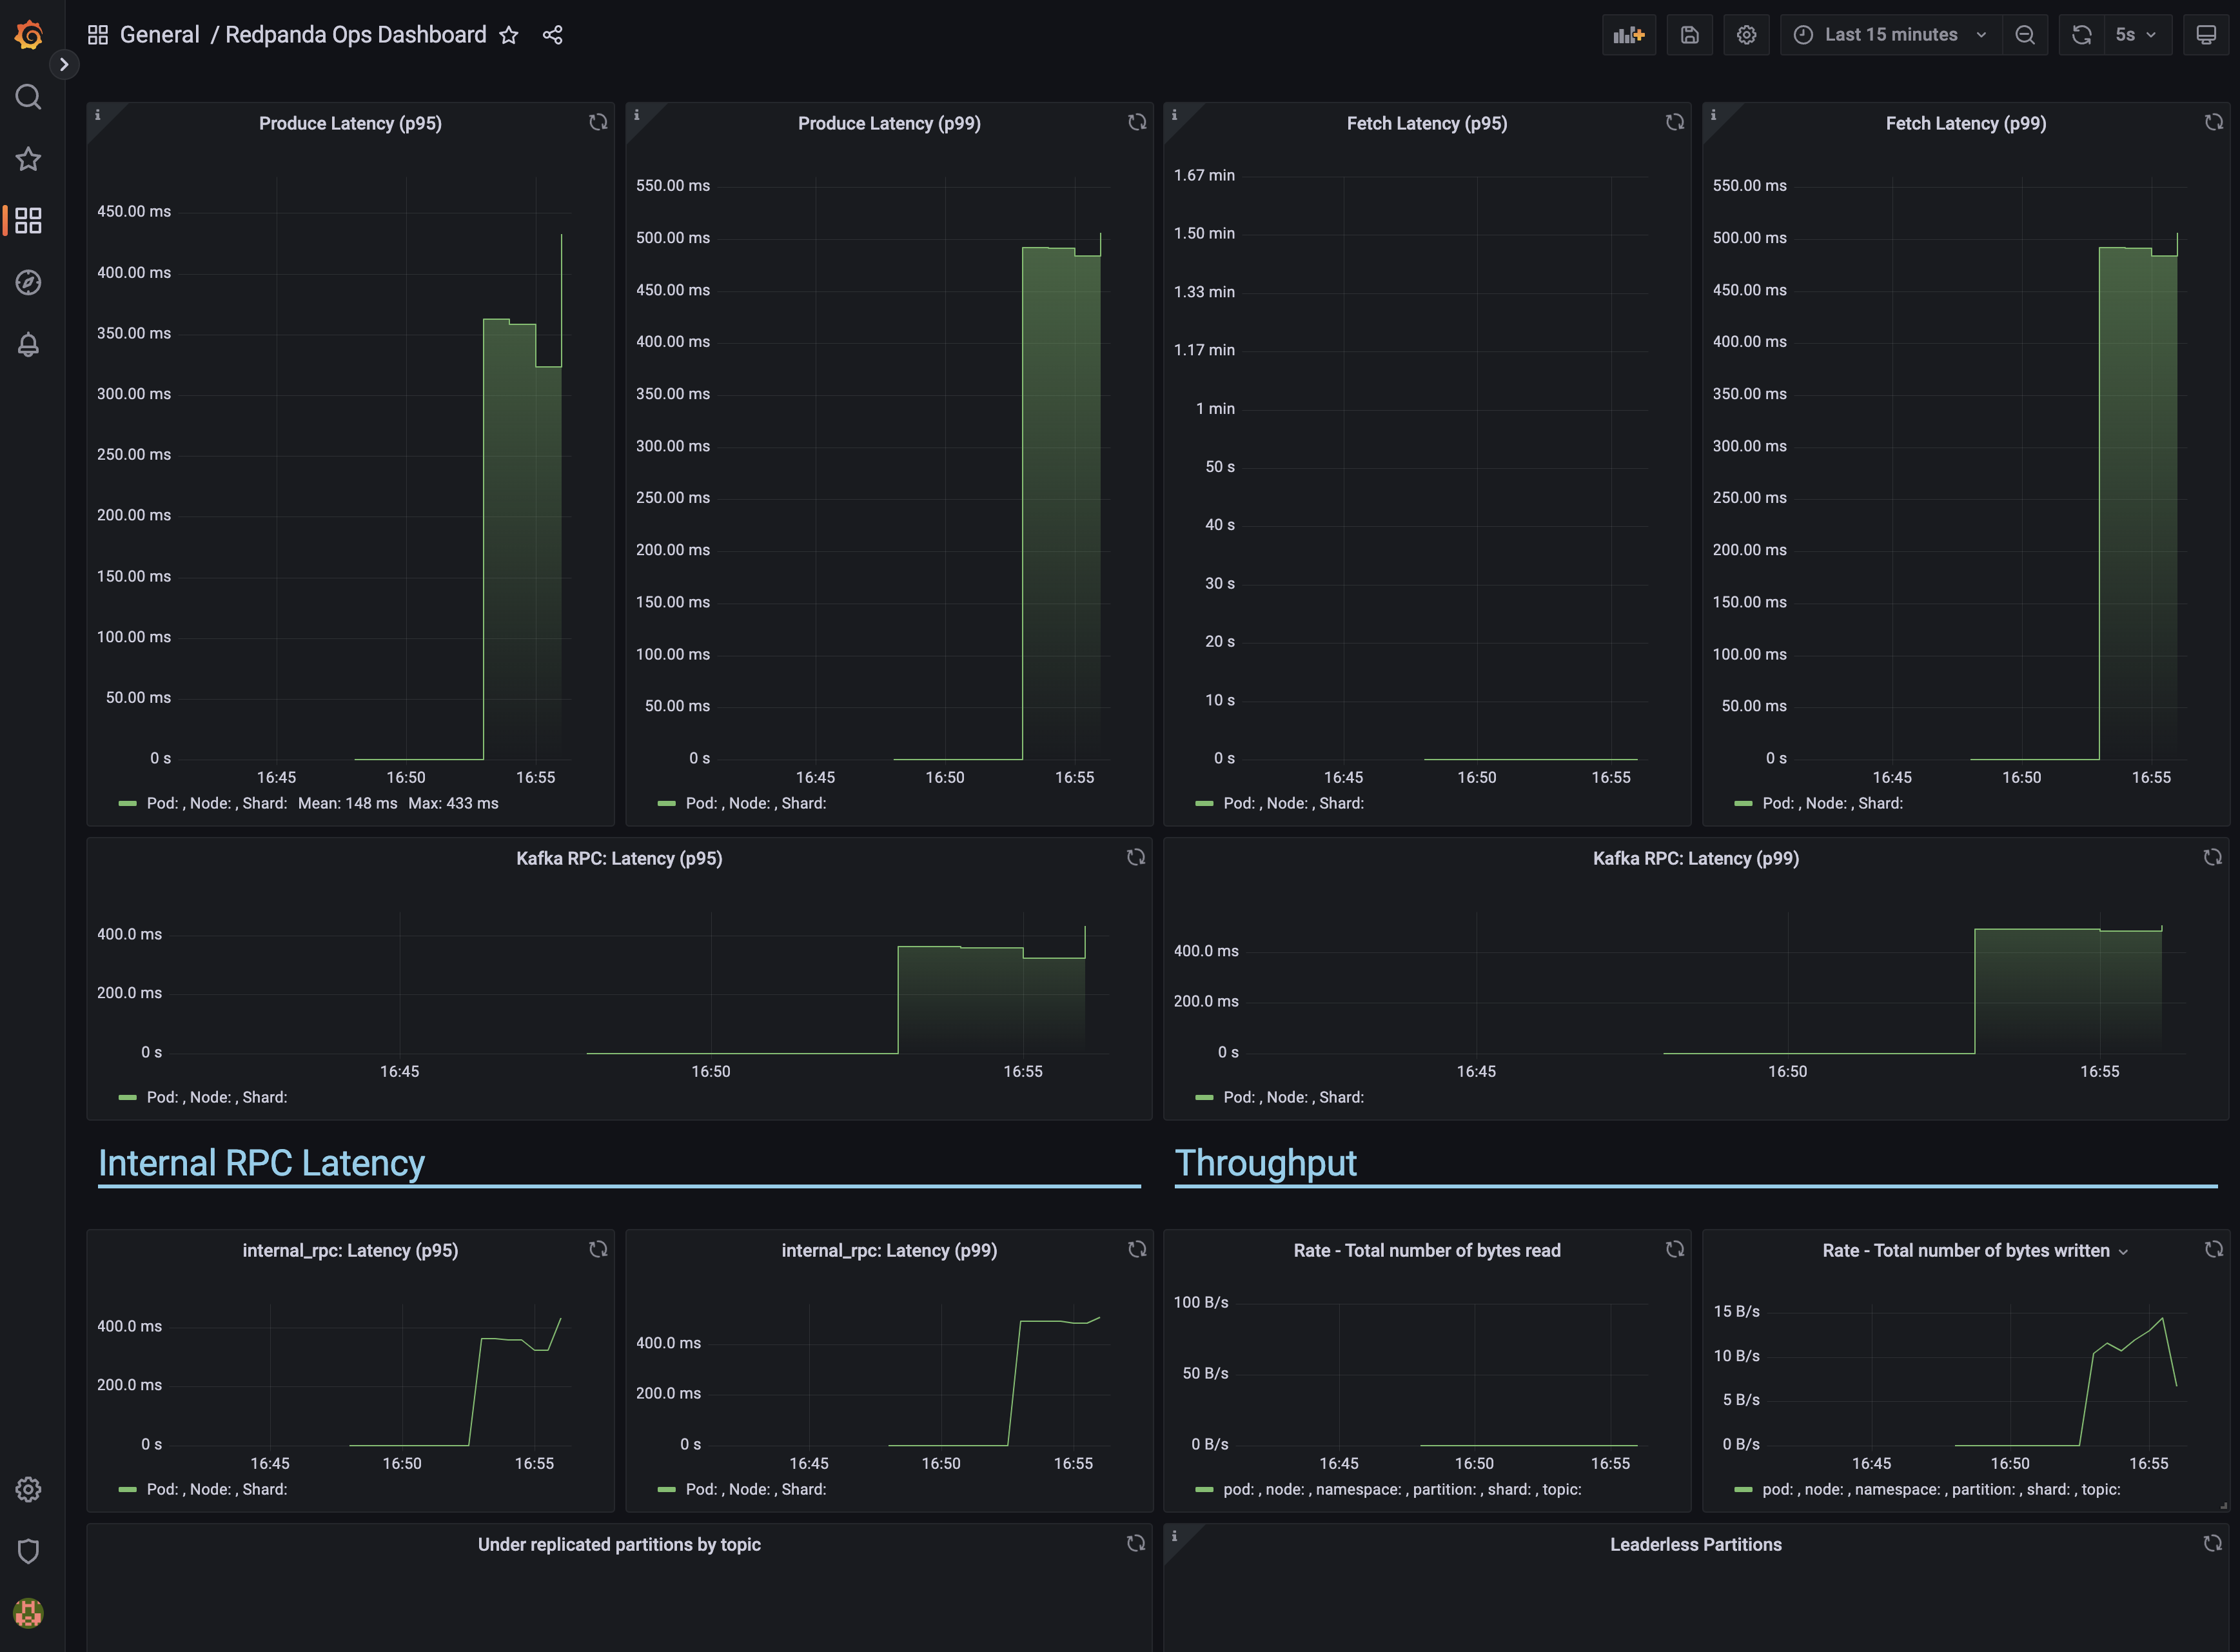 General / Redpanda Ops Dashboard
Last 15 minutes
5s
Produce Latency (p95)
450.00 ms
400.00 ms
350.00 ms
300.00 ms
250.00 ms
200.00 ms
150.00 ms
100.00 ms
50.00 ms
0 s
16:45 16:50 16:55
Pod: , Node: , Shard: Mean: 148 ms Max: 433 ms
Produce Latency (p99)
550.00 ms
500.00 ms
450.00 ms
400.00 ms
350.00 ms
300.00 ms
250.00 ms
200.00 ms
150.00 ms
100.00 ms
50.00 ms
0 s
16:45 16:50 16:55
Pod: , Node: , Shard:
Fetch Latency (p95)
1.67 min
1.50 min
1.33 min
1.17 min
1 min
50 s
40 s
30 s
20 s
10 s
0 s
16:45 16:50 16:55
Pod: , Node: , Shard:
Fetch Latency (p99)
550.00 ms
500.00 ms
450.00 ms
400.00 ms
350.00 ms
300.00 ms
250.00 ms
200.00 ms
150.00 ms
100.00 ms
50.00 ms
0 s
16:45 16:50 16:55
Pod: , Node: , Shard:
Kafka RPC: Latency (p95)
400.0 ms
200.0 ms
0 s
16:45 16:50 16:55
Pod: , Node: , Shard:
Kafka RPC: Latency (p99)
400.0 ms
200.0 ms
0 s
16:45 16:50 16:55
Pod: , Node: , Shard:
Internal RPC Latency
Throughput
internal_rpc: Latency (p95)
400.0 ms
200.0 ms
0 s
16:45 16:50 16:55
Pod: , Node: , Shard:
internal_rpc: Latency (p99)
400.0 ms
200.0 ms
0 s
16:45 16:50 16:55
Pod: , Node: , Shard:
Rate - Total number of bytes read
100 B/s
50 B/s
0 B/s
16:45 16:50 16:55
pod: , node: , namespace: , partition: , shard: , topic:
Rate - Total number of bytes written
15 B/s
10 B/s
5 B/s
0 B/s
16:45 16:50 16:55
pod: , node: , namespace: , partition: , shard: , topic:
Under replicated partitions by topic
Leaderless Partitions